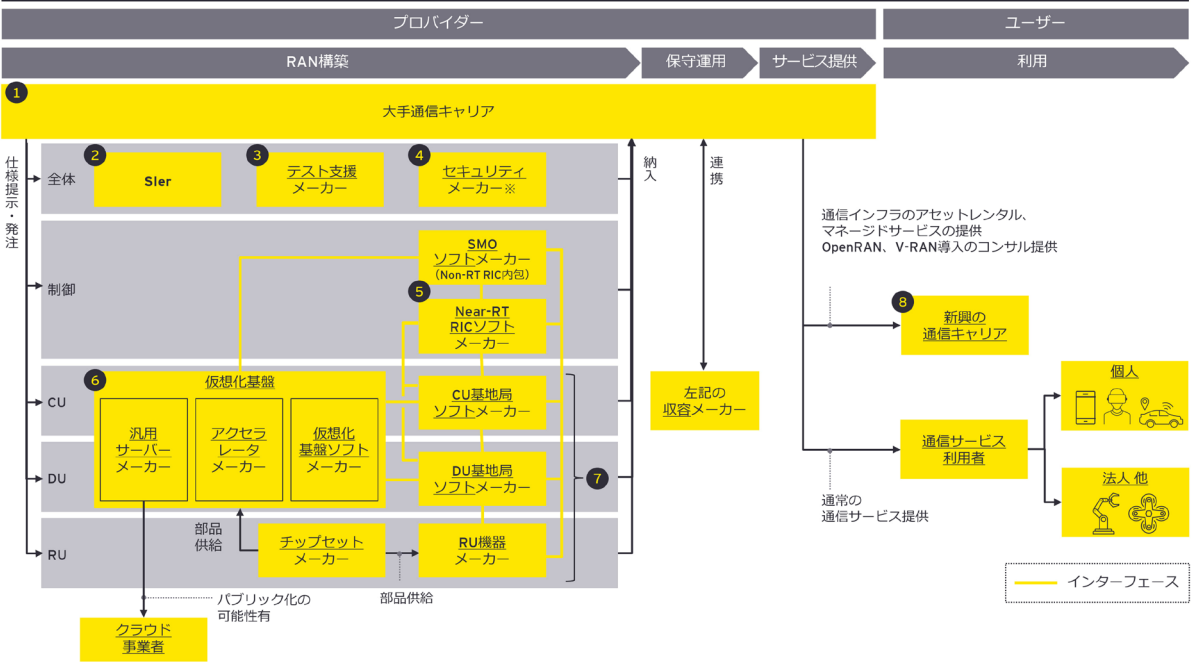 プロバイダー
ユーザー
RAN構築
保守運用
サービス提供
利用
1
大手通信キャリア
仕様提示・発注
全体
2
SIer
3
テスト支援
メーカー
4
セキュリティ
メーカー※
納入
連携
制御
SMO
ソフトメーカー
(Non-RT RIC内包)
5
Near-RT
RICソフト
メーカー
通信インフラのアセットレンタル、
マネージドサービスの提供
OpenRAN、V-RAN導入のコンサル提供
8
新興の
通信キャリア
CU
6
仮想化基盤
汎用
サーバー
メーカー
アクセラ
レータ
メーカー
仮想化
基盤ソフト
メーカー
CU基地局
ソフトメーカー
左記の
収容メーカー
個人
DU
DU基地局
ソフトメーカー
7
通信サービス
利用者
法人 他
通常の
通信サービス提供
RU
部品
供給
チップセット
メーカー
RU機器
メーカー
部品供給
パブリック化の
可能性有
クラウド
事業者
インターフェース